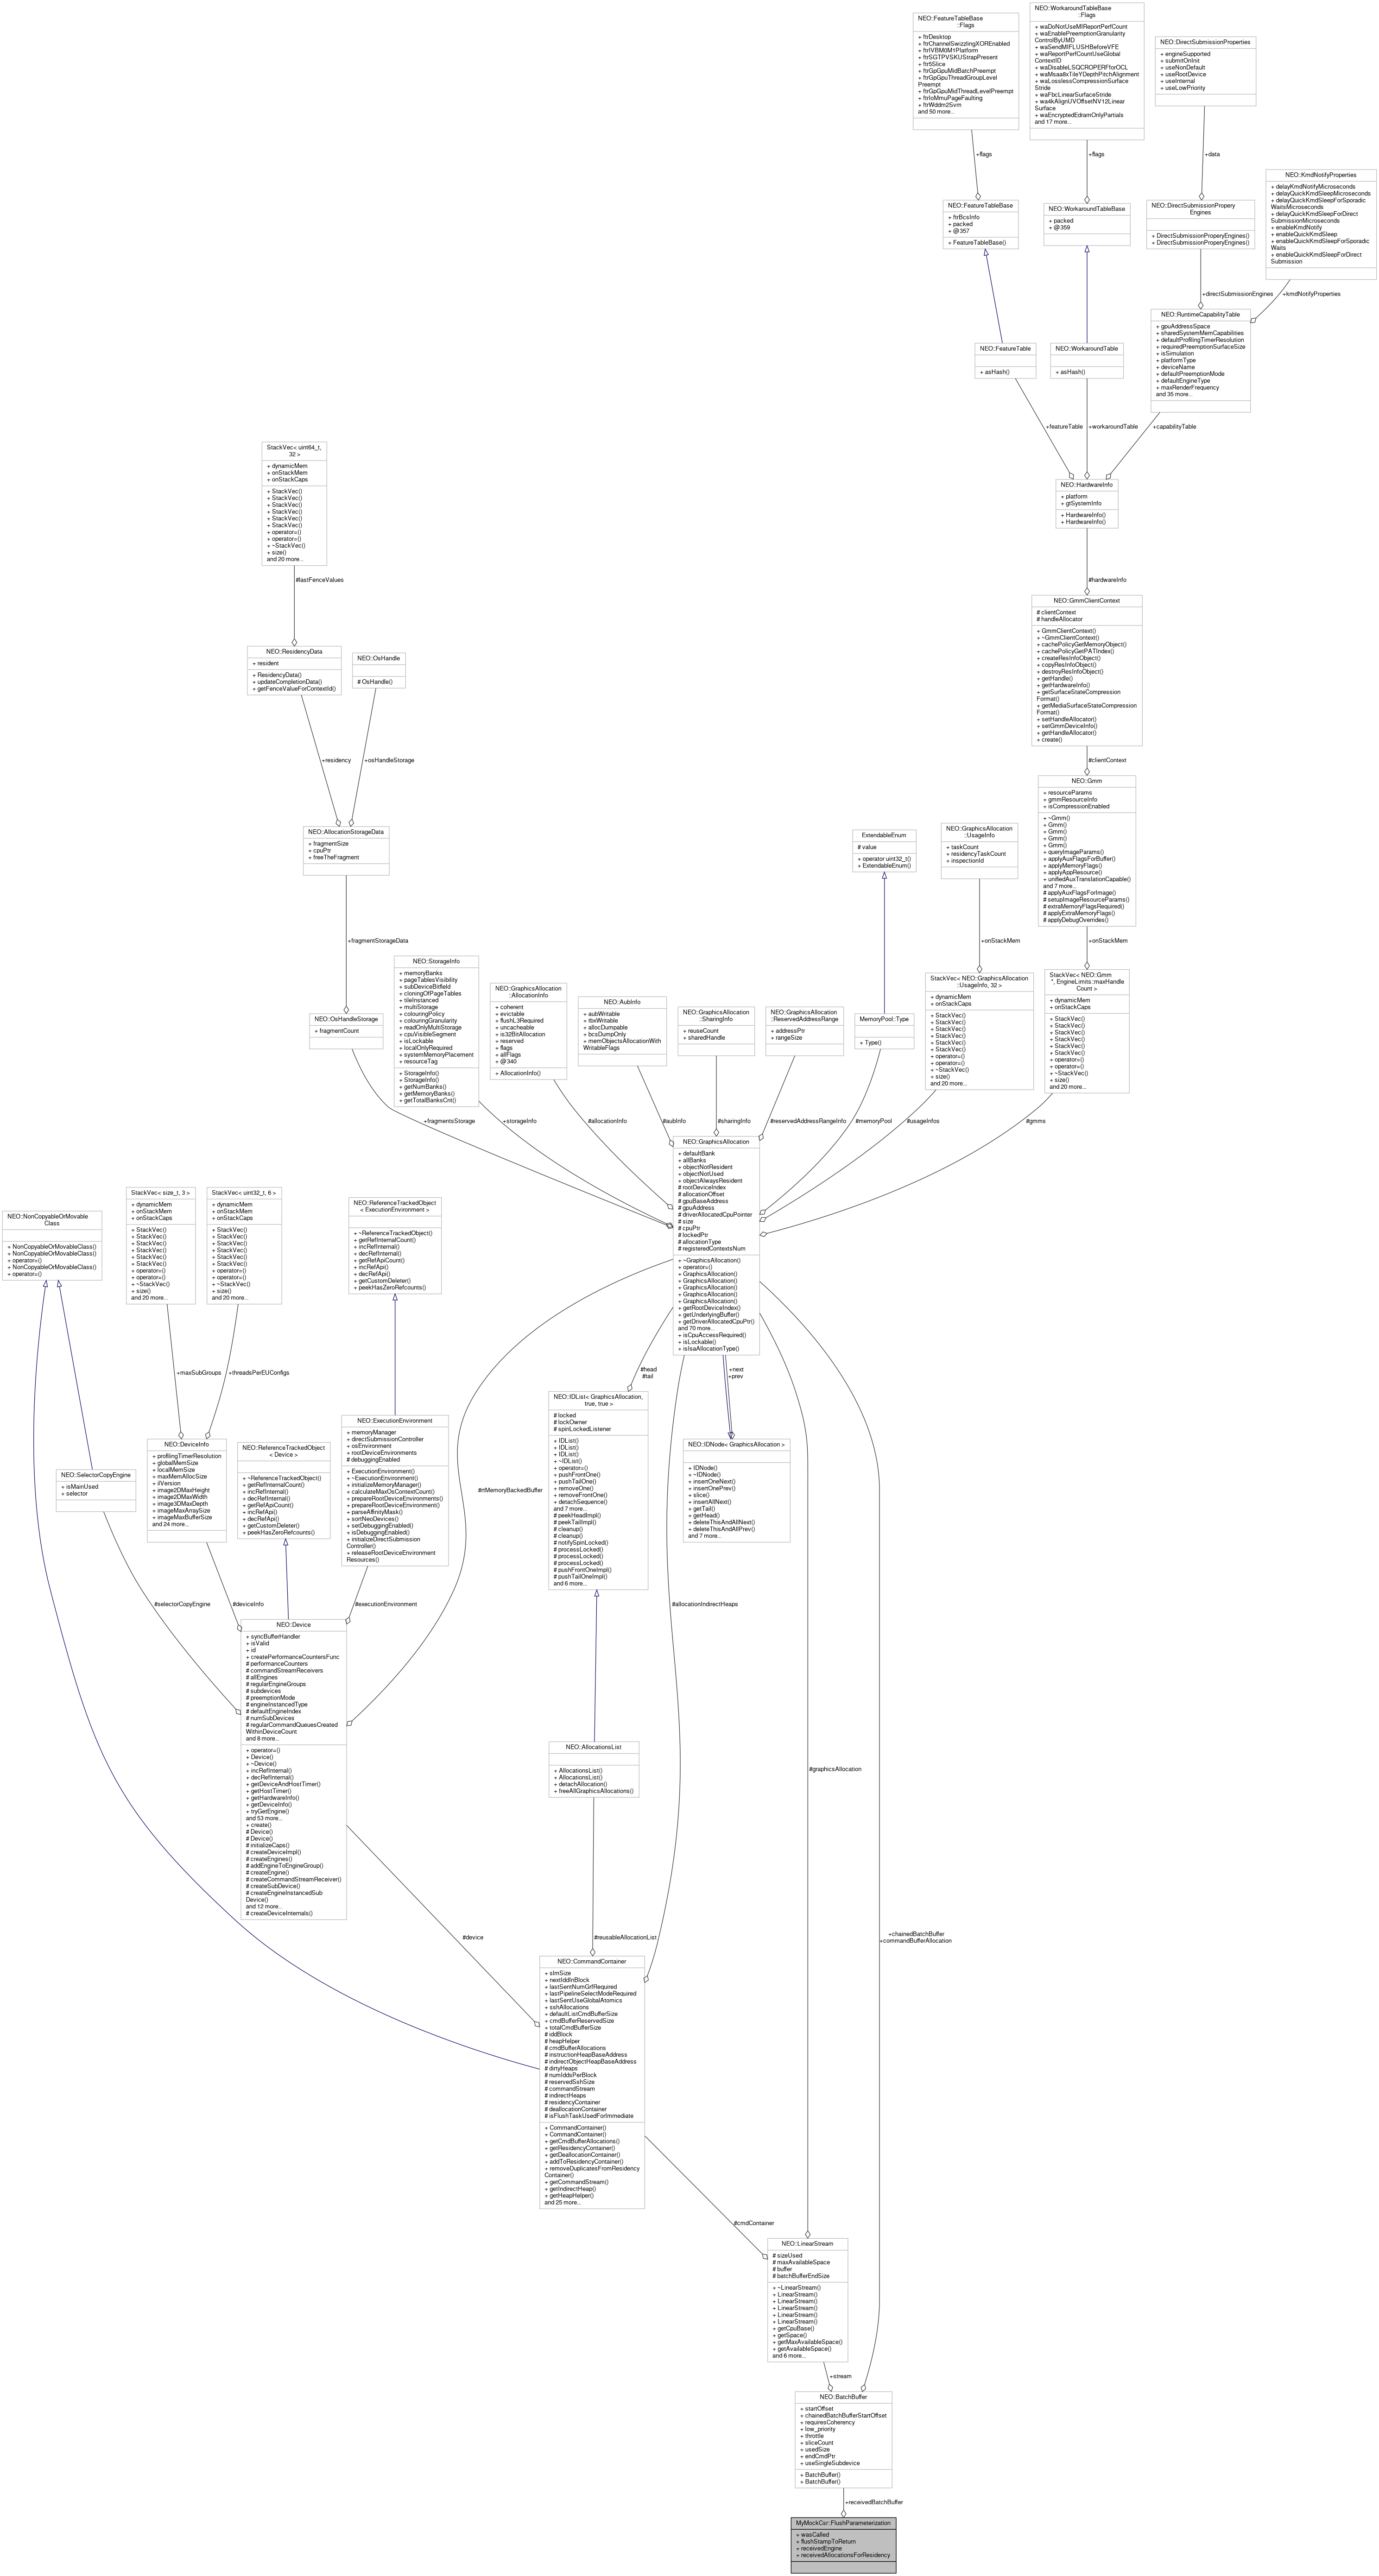 NEO::FeatureTableBase
::Flags
+ ftrDesktop
+ ftrChannelSwizzlingXOREnabled
+ ftrIVBM0M1Platform
+ ftrSGTPVSKUStrapPresent
+ ftr5Slice
+ ftrGpGpuMidBatchPreempt
+ ftrGpGpuThreadGroupLevel
Preempt
+ ftrGpGpuMidThreadLevelPreempt
+ ftrIoMmuPageFaulting
+ ftrWddm2Svm
and 50 more...
NEO::WorkaroundTableBase
::Flags
+ waDoNotUseMIReportPerfCount
+ waEnablePreemptionGranularity
ControlByUMD
+ waSendMIFLUSHBeforeVFE
+ waReportPerfCountUseGlobal
ContextID
+ waDisableLSQCROPERFforOCL
+ waMsaa8xTileYDepthPitchAlignment
+ waLosslessCompressionSurface
Stride
+ waFbcLinearSurfaceStride
+ wa4kAlignUVOffsetNV12Linear
Surface
+ waEncryptedEdramOnlyPartials
and 17 more...
NEO::DirectSubmissionProperties
+ engineSupported
+ submitOnInit
+ useNonDefault
+ useRootDevice
+ useInternal
+ useLowPriority
+flags
+flags
+data
NEO::KmdNotifyProperties
+ delayKmdNotifyMicroseconds
+ delayQuickKmdSleepMicroseconds
+ delayQuickKmdSleepForSporadic
WaitsMicroseconds
+ delayQuickKmdSleepForDirect
SubmissionMicroseconds
+ enableKmdNotify
+ enableQuickKmdSleep
+ enableQuickKmdSleepForSporadic
Waits
+ enableQuickKmdSleepForDirect
Submission
NEO::FeatureTableBase
+ ftrBcsInfo
+ packed
+ @357
+ FeatureTableBase()
NEO::WorkaroundTableBase
+ packed
+ @359
NEO::DirectSubmissionPropery
Engines
+ DirectSubmissionProperyEngines()
+ DirectSubmissionProperyEngines()
+directSubmissionEngines
+kmdNotifyProperties
NEO::FeatureTable
+ asHash()
NEO::WorkaroundTable
+ asHash()
NEO::RuntimeCapabilityTable
+ gpuAddressSpace
+ sharedSystemMemCapabilities
+ defaultProfilingTimerResolution
+ requiredPreemptionSurfaceSize
+ isSimulation
+ platformType
+ deviceName
+ defaultPreemptionMode
+ defaultEngineType
+ maxRenderFrequency
and 35 more...
+featureTable
+workaroundTable
+capabilityTable
NEO::HardwareInfo
+ platform
+ gtSystemInfo
+ HardwareInfo()
+ HardwareInfo()
StackVec< uint64_t,
32 >
+ dynamicMem
+ onStackMem
+ onStackCaps
+ StackVec()
+ StackVec()
+ StackVec()
+ StackVec()
+ StackVec()
+ StackVec()
+ operator=()
+ operator=()
+ ~StackVec()
+ size()
and 20 more...
#lastFenceValues
#hardwareInfo
NEO::GmmClientContext
# clientContext
# handleAllocator
+ GmmClientContext()
+ ~GmmClientContext()
+ cachePolicyGetMemoryObject()
+ cachePolicyGetPATIndex()
+ createResInfoObject()
+ copyResInfoObject()
+ destroyResInfoObject()
+ getHandle()
+ getHardwareInfo()
+ getSurfaceStateCompression
Format()
+ getMediaSurfaceStateCompression
Format()
+ setHandleAllocator()
+ setGmmDeviceInfo()
+ getHandleAllocator()
+ create()
NEO::ResidencyData
+ resident
+ ResidencyData()
+ updateCompletionData()
+ getFenceValueForContextId()
NEO::OsHandle
# OsHandle()
+residency
+osHandleStorage
#clientContext
NEO::Gmm
+ resourceParams
+ gmmResourceInfo
+ isCompressionEnabled
+ ~Gmm()
+ Gmm()
+ Gmm()
+ Gmm()
+ Gmm()
+ queryImageParams()
+ applyAuxFlagsForBuffer()
+ applyMemoryFlags()
+ applyAppResource()
+ unifiedAuxTranslationCapable()
and 7 more...
# applyAuxFlagsForImage()
# setupImageResourceParams()
# extraMemoryFlagsRequired()
# applyExtraMemoryFlags()
# applyDebugOverrides()
NEO::AllocationStorageData
+ fragmentSize
+ cpuPtr
+ freeTheFragment
ExtendableEnum
# value
+ operator uint32_t()
+ ExtendableEnum()
NEO::GraphicsAllocation
::UsageInfo
+ taskCount
+ residencyTaskCount
+ inspectionId
+fragmentStorageData
+onStackMem
+onStackMem
NEO::OsHandleStorage
+ fragmentCount
NEO::StorageInfo
+ memoryBanks
+ pageTablesVisibility
+ subDeviceBitfield
+ cloningOfPageTables
+ tileInstanced
+ multiStorage
+ colouringPolicy
+ colouringGranularity
+ readOnlyMultiStorage
+ cpuVisibleSegment
+ isLockable
+ localOnlyRequired
+ systemMemoryPlacement
+ resourceTag
+ StorageInfo()
+ StorageInfo()
+ getNumBanks()
+ getMemoryBanks()
+ getTotalBanksCnt()
NEO::GraphicsAllocation
::AllocationInfo
+ coherent
+ evictable
+ flushL3Required
+ uncacheable
+ is32BitAllocation
+ reserved
+ flags
+ allFlags
+ @340
+ AllocationInfo()
NEO::AubInfo
+ aubWritable
+ tbxWritable
+ allocDumpable
+ bcsDumpOnly
+ memObjectsAllocationWith
WritableFlags
NEO::GraphicsAllocation
::SharingInfo
+ reuseCount
+ sharedHandle
NEO::GraphicsAllocation
::ReservedAddressRange
+ addressPtr
+ rangeSize
MemoryPool::Type
+ Type()
StackVec< NEO::GraphicsAllocation
::UsageInfo, 32 >
+ dynamicMem
+ onStackCaps
+ StackVec()
+ StackVec()
+ StackVec()
+ StackVec()
+ StackVec()
+ StackVec()
+ operator=()
+ operator=()
+ ~StackVec()
+ size()
and 20 more...
StackVec< NEO::Gmm
*, EngineLimits::maxHandle
Count >
+ dynamicMem
+ onStackCaps
+ StackVec()
+ StackVec()
+ StackVec()
+ StackVec()
+ StackVec()
+ StackVec()
+ operator=()
+ operator=()
+ ~StackVec()
+ size()
and 20 more...
+fragmentsStorage
+storageInfo
#allocationInfo
#aubInfo
#sharingInfo
#reservedAddressRangeInfo
#memoryPool
#usageInfos
#gmms
NEO::GraphicsAllocation
+ defaultBank
+ allBanks
+ objectNotResident
+ objectNotUsed
+ objectAlwaysResident
# rootDeviceIndex
# allocationOffset
# gpuBaseAddress
# gpuAddress
# driverAllocatedCpuPointer
# size
# cpuPtr
# lockedPtr
# allocationType
# registeredContextsNum
+ ~GraphicsAllocation()
+ operator=()
+ GraphicsAllocation()
+ GraphicsAllocation()
+ GraphicsAllocation()
+ GraphicsAllocation()
+ GraphicsAllocation()
+ getRootDeviceIndex()
+ getUnderlyingBuffer()
+ getDriverAllocatedCpuPtr()
and 70 more...
+ isCpuAccessRequired()
+ isLockable()
+ isIsaAllocationType()
NEO::NonCopyableOrMovable
Class
+ NonCopyableOrMovableClass()
+ NonCopyableOrMovableClass()
+ operator=()
+ NonCopyableOrMovableClass()
+ operator=()
StackVec< size_t, 3 >
+ dynamicMem
+ onStackMem
+ onStackCaps
+ StackVec()
+ StackVec()
+ StackVec()
+ StackVec()
+ StackVec()
+ StackVec()
+ operator=()
+ operator=()
+ ~StackVec()
+ size()
and 20 more...
StackVec< uint32_t, 6 >
+ dynamicMem
+ onStackMem
+ onStackCaps
+ StackVec()
+ StackVec()
+ StackVec()
+ StackVec()
+ StackVec()
+ StackVec()
+ operator=()
+ operator=()
+ ~StackVec()
+ size()
and 20 more...
NEO::ReferenceTrackedObject
< ExecutionEnvironment >
+ ~ReferenceTrackedObject()
+ getRefInternalCount()
+ incRefInternal()
+ decRefInternal()
+ getRefApiCount()
+ incRefApi()
+ decRefApi()
+ getCustomDeleter()
+ peekHasZeroRefcounts()
+maxSubGroups
+threadsPerEUConfigs
#head
#tail
+next
+prev
NEO::SelectorCopyEngine
+ isMainUsed
+ selector
NEO::DeviceInfo
+ profilingTimerResolution
+ globalMemSize
+ localMemSize
+ maxMemAllocSize
+ ilVersion
+ image2DMaxHeight
+ image2DMaxWidth
+ image3DMaxDepth
+ imageMaxArraySize
+ imageMaxBufferSize
and 24 more...
NEO::ReferenceTrackedObject
< Device >
+ ~ReferenceTrackedObject()
+ getRefInternalCount()
+ incRefInternal()
+ decRefInternal()
+ getRefApiCount()
+ incRefApi()
+ decRefApi()
+ getCustomDeleter()
+ peekHasZeroRefcounts()
NEO::ExecutionEnvironment
+ memoryManager
+ directSubmissionController
+ osEnvironment
+ rootDeviceEnvironments
# debuggingEnabled
+ ExecutionEnvironment()
+ ~ExecutionEnvironment()
+ initializeMemoryManager()
+ calculateMaxOsContextCount()
+ prepareRootDeviceEnvironments()
+ prepareRootDeviceEnvironment()
+ parseAffinityMask()
+ sortNeoDevices()
+ setDebuggingEnabled()
+ isDebuggingEnabled()
+ initializeDirectSubmission
Controller()
+ releaseRootDeviceEnvironment
Resources()
#rtMemoryBackedBuffer
NEO::IDList< GraphicsAllocation,
true, true >
# locked
# lockOwner
# spinLockedListener
+ IDList()
+ IDList()
+ IDList()
+ ~IDList()
+ operator=()
+ pushFrontOne()
+ pushTailOne()
+ removeOne()
+ removeFrontOne()
+ detachSequence()
and 7 more...
# peekHeadImpl()
# peekTailImpl()
# cleanup()
# cleanup()
# notifySpinLocked()
# processLocked()
# processLocked()
# processLocked()
# pushFrontOneImpl()
# pushTailOneImpl()
and 6 more...
NEO::IDNode< GraphicsAllocation >
+ IDNode()
+ ~IDNode()
+ insertOneNext()
+ insertOnePrev()
+ slice()
+ insertAllNext()
+ getTail()
+ getHead()
+ deleteThisAndAllNext()
+ deleteThisAndAllPrev()
and 7 more...
#selectorCopyEngine
#deviceInfo
#executionEnvironment
#allocationIndirectHeaps
NEO::Device
+ syncBufferHandler
+ isValid
+ id
+ createPerformanceCountersFunc
# performanceCounters
# commandStreamReceivers
# allEngines
# regularEngineGroups
# subdevices
# preemptionMode
# engineInstancedType
# defaultEngineIndex
# numSubDevices
# regularCommandQueuesCreated
WithinDeviceCount
and 8 more...
+ operator=()
+ Device()
+ ~Device()
+ incRefInternal()
+ decRefInternal()
+ getDeviceAndHostTimer()
+ getHostTimer()
+ getHardwareInfo()
+ getDeviceInfo()
+ tryGetEngine()
and 53 more...
+ create()
# Device()
# Device()
# initializeCaps()
# createDeviceImpl()
# createEngines()
# addEngineToEngineGroup()
# createEngine()
# createCommandStreamReceiver()
# createSubDevice()
# createEngineInstancedSub
Device()
and 12 more...
# createDeviceInternals()
NEO::AllocationsList
+ AllocationsList()
+ AllocationsList()
+ detachAllocation()
+ freeAllGraphicsAllocations()
#graphicsAllocation
#device
#reusableAllocationList
+chainedBatchBuffer
+commandBufferAllocation
NEO::CommandContainer
+ slmSize
+ nextIddInBlock
+ lastSentNumGrfRequired
+ lastPipelineSelectModeRequired
+ lastSentUseGlobalAtomics
+ sshAllocations
+ defaultListCmdBufferSize
+ cmdBufferReservedSize
+ totalCmdBufferSize
# iddBlock
# heapHelper
# cmdBufferAllocations
# instructionHeapBaseAddress
# indirectObjectHeapBaseAddress
# dirtyHeaps
# numIddsPerBlock
# reservedSshSize
# commandStream
# indirectHeaps
# residencyContainer
# deallocationContainer
# isFlushTaskUsedForImmediate
+ CommandContainer()
+ CommandContainer()
+ getCmdBufferAllocations()
+ getResidencyContainer()
+ getDeallocationContainer()
+ addToResidencyContainer()
+ removeDuplicatesFromResidency
Container()
+ getCommandStream()
+ getIndirectHeap()
+ getHeapHelper()
and 25 more...
#cmdContainer
NEO::LinearStream
# sizeUsed
# maxAvailableSpace
# buffer
# batchBufferEndSize
+ ~LinearStream()
+ LinearStream()
+ LinearStream()
+ LinearStream()
+ LinearStream()
+ LinearStream()
+ getCpuBase()
+ getSpace()
+ getMaxAvailableSpace()
+ getAvailableSpace()
and 6 more...
+stream
NEO::BatchBuffer
+ startOffset
+ chainedBatchBufferStartOffset
+ requiresCoherency
+ low_priority
+ throttle
+ sliceCount
+ usedSize
+ endCmdPtr
+ useSingleSubdevice
+ BatchBuffer()
+ BatchBuffer()
+receivedBatchBuffer
MyMockCsr::FlushParameterization
+ wasCalled
+ flushStampToReturn
+ receivedEngine
+ receivedAllocationsForResidency